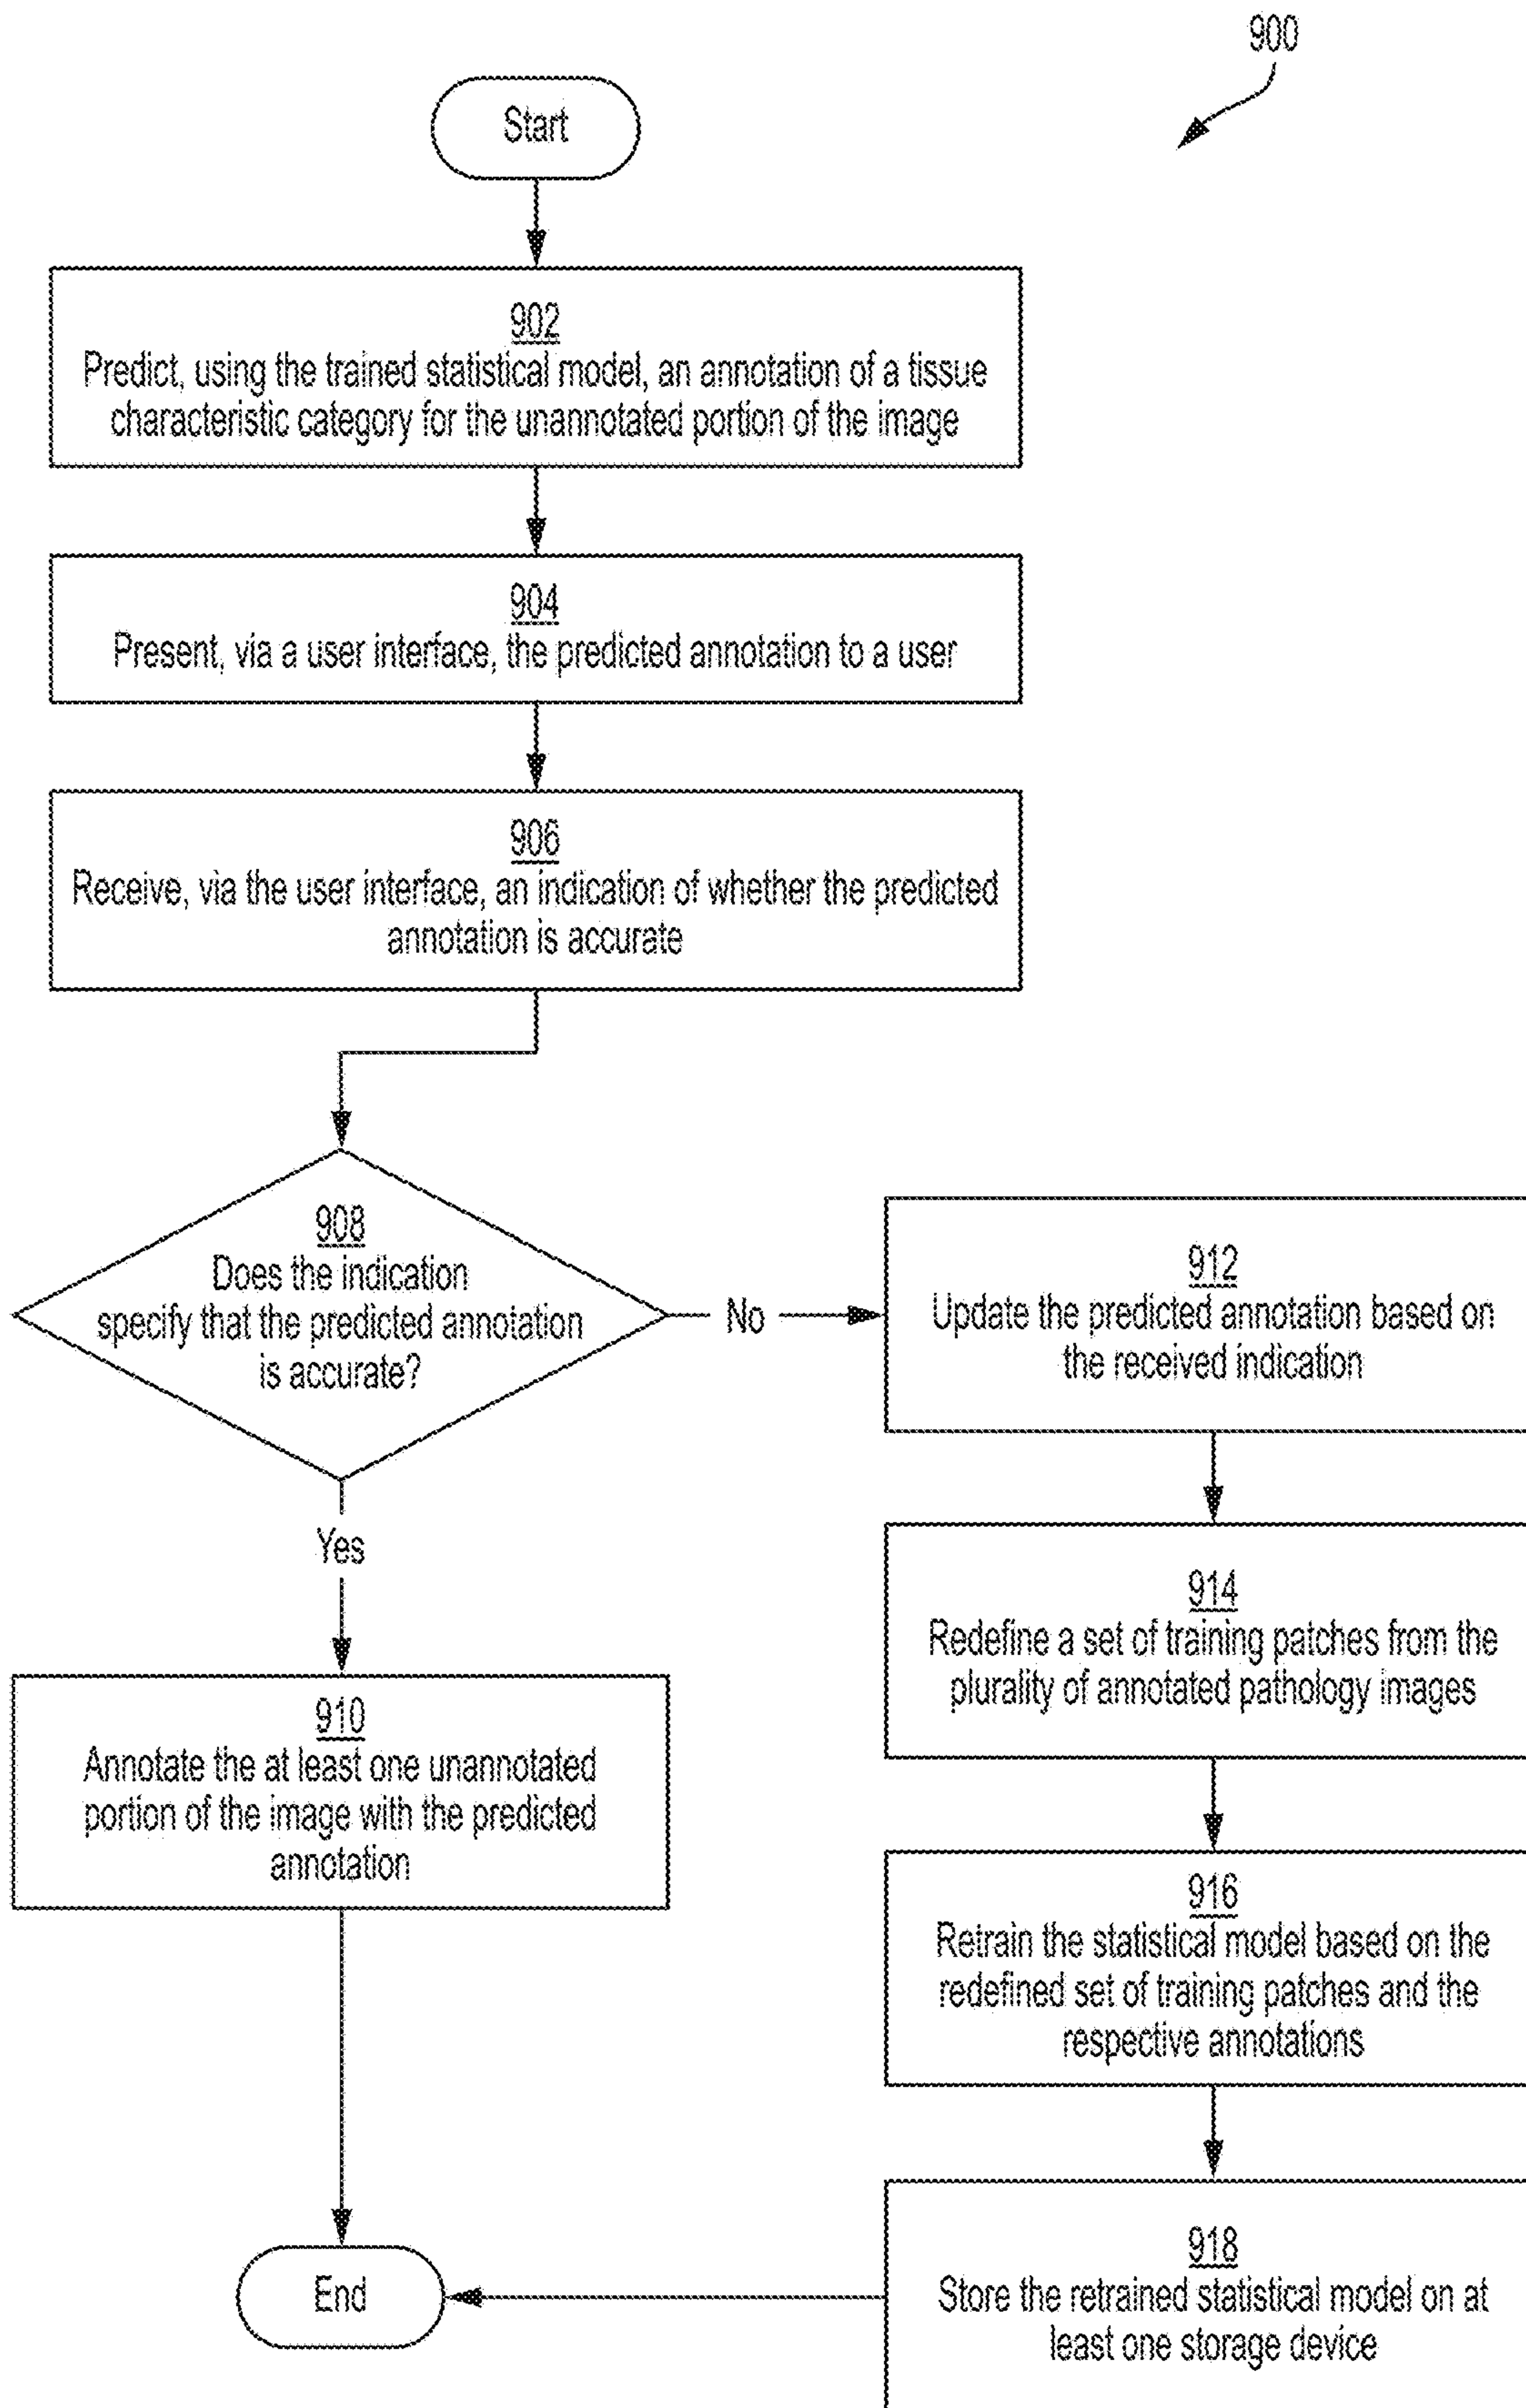 900
Start
902
Predict, using the trained statistical model, an annotation of a tissue
characteristic category for the unannotated portion of the image
904
Present, via a user interface, the predicted annotation to a user
906
Receive, via the user interface, an indication of whether the predicted
annotation is accurate
908
Does the indication
specify that the predicted annotation
is accurate?
No
Yes
910
Annotate the at least one unannotated
portion of the image with the predicted
annotation
912
Update the predicted annotation based on
the received indication
914
Redefine a set of training patches from the
plurality of annotated pathology images
916
Retrain the statistical model based on the
redefined set of training patches and the
respective annotations
918
Store the retrained statistical model on at
least one storage device
End